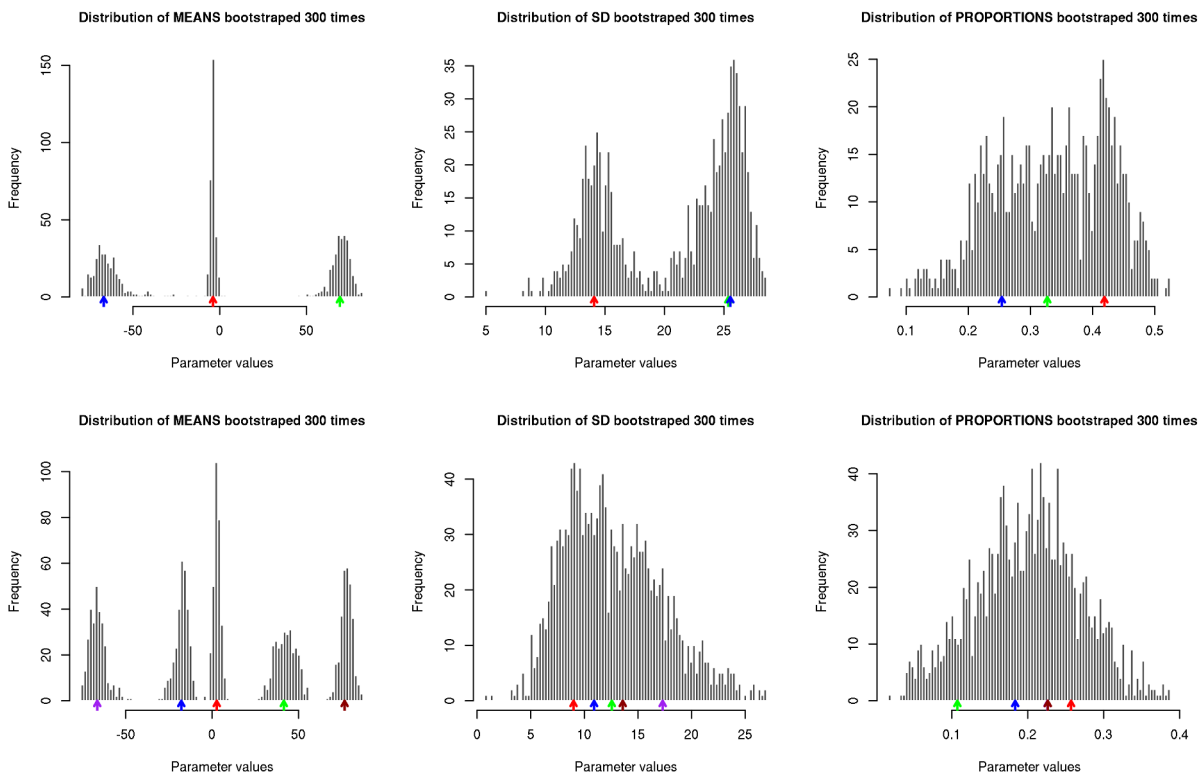 Distribution of MEANS bootstraped 300 times
Distribution of SD bootstraped 300 times
Distribution of PROPORTIONS bootstraped 300 times
Frequency
0 50 100 150
-50 0 50
Parameter values
Frequency
0 5 10 15 20 25 30 35
5 10 15 20 25
Parameter values
Frequency
0 5 10 15 20 25
0.1 0.2 0.3 0.4 0.5
Parameter values
Distribution of MEANS bootstraped 300 times
Distribution of SD bootstraped 300 times
Distribution of PROPORTIONS bootstraped 300 times
Frequency
0 20 40 60 80 100
-50 0 50
Parameter values
Frequency
0 10 20 30 40
0 5 10 15 20 25
Parameter values
Frequency
0 10 20 30 40
0.1 0.2 0.3 0.4
Parameter values